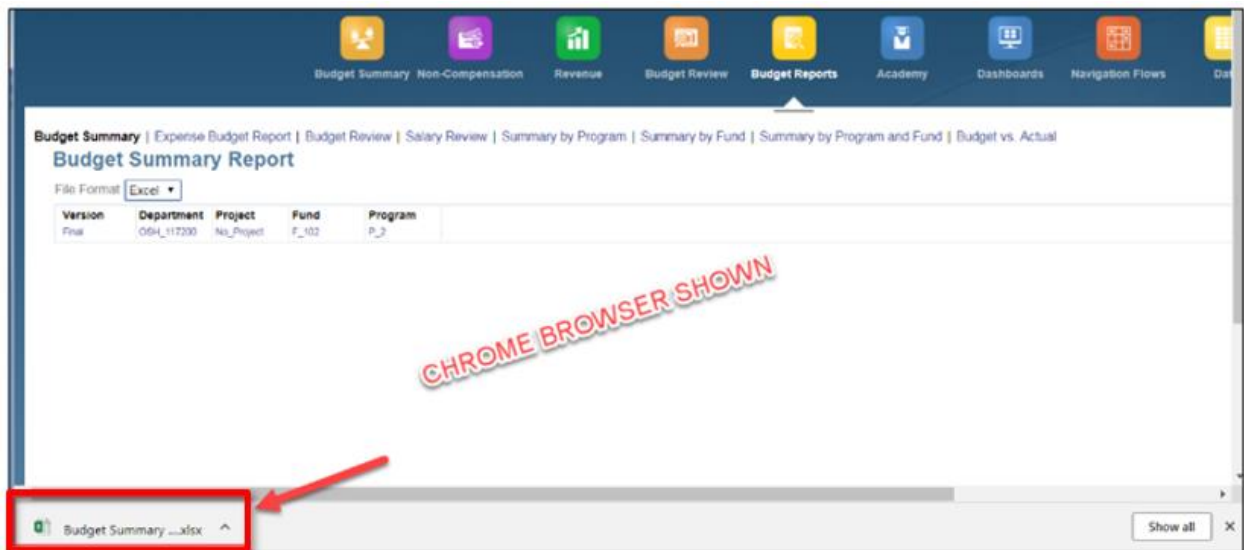 Budget Summary Non-Compensation Revenue Budget Review Budget Reports Academy Dashboards Navigation Flows Dat
Budget Summary | Expense Budget Report | Budget Review | Salary Review | Summary by Program | Summary by Fund | Summary by Program and Fund | Budget vs. Actual
Budget Summary Report
File Format Excel
Version Department Project Fund Program
Final OSH_117200 No_Project F_102 P_2
CHROME BROWSER SHOWN
Budget Summary ....xlsx
Show all